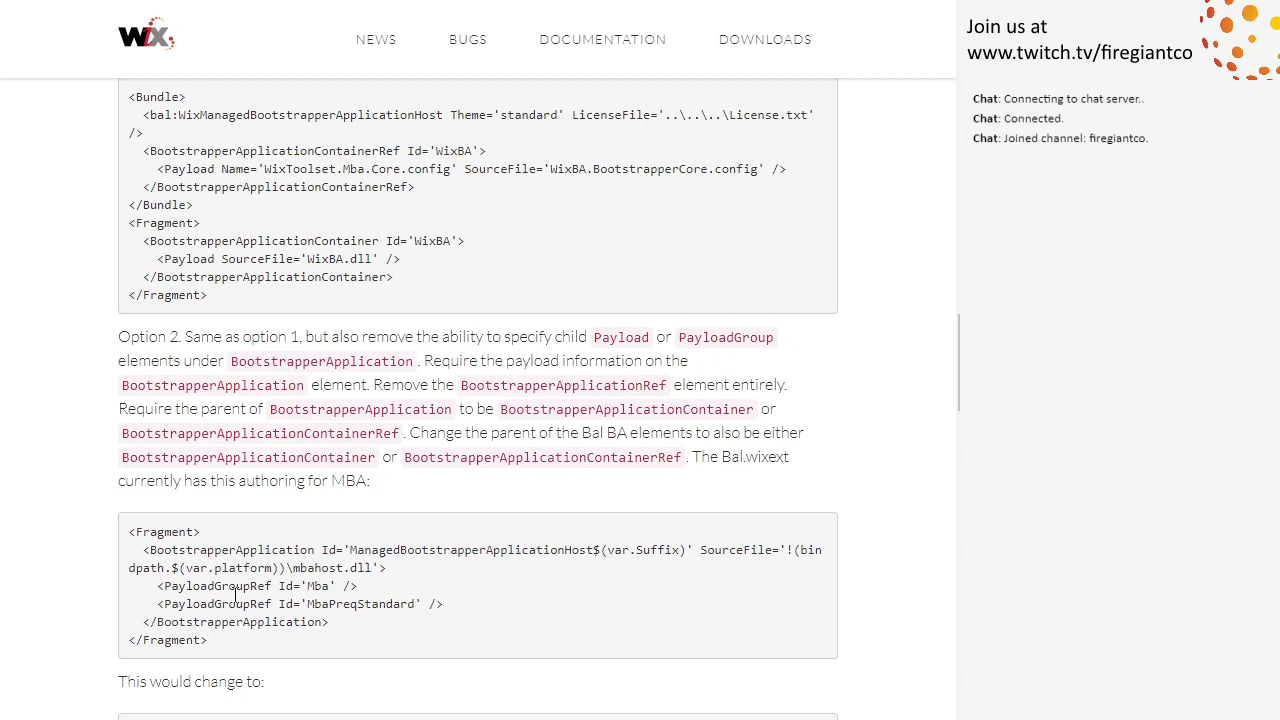 WiX
NEWS
BUGS
DOCUMENTATION
DOWNLOADS
Join us at
www.twitch.tv/firegiantco
Chat: Connecting to chat server..
Chat: Connected.
Chat: Joined channel: firegiantco.
<Bundle>
<bal:WixManagedBootstrapperApplicationHost Theme='standard' LicenseFile='..\..\..\License.txt'
/>
<BootstrapperApplicationContainerRef Id='WixBA'>
<Payload Name='WixToolset.Mba.Core.config' SourceFile='WixBA.BootstrapperCore.config' />
</BootstrapperApplicationContainerRef>
</Bundle>
<Fragment>
<BootstrapperApplicationContainer Id='WixBA'>
<Payload SourceFile='WixBA.dll' />
</BootstrapperApplicationContainer>
</Fragment>
Option 2. Same as option 1, but also remove the ability to specify child Payload or PayloadGroup
elements under BootstrapperApplication. Require the payload information on the
BootstrapperApplication element. Remove the BootstrapperApplicationRef element entirely.
Require the parent of BootstrapperApplication to be BootstrapperApplicationContainer or
BootstrapperApplicationContainerRef. Change the parent of the Bal BA elements to also be either
BootstrapperApplicationContainer or BootstrapperApplicationContainerRef. The Bal.wixext
currently has this authoring for MBA:
<Fragment>
<BootstrapperApplication Id='ManagedBootstrapperApplicationHost$(var.Suffix)' SourceFile='!(bin
dpath.$(var.platform))\mbahost.dll'>
<PayloadGroupRef Id='Mba' />
<PayloadGroupRef Id='MbaPreqStandard' />
</BootstrapperApplication>
</Fragment>
This would change to: